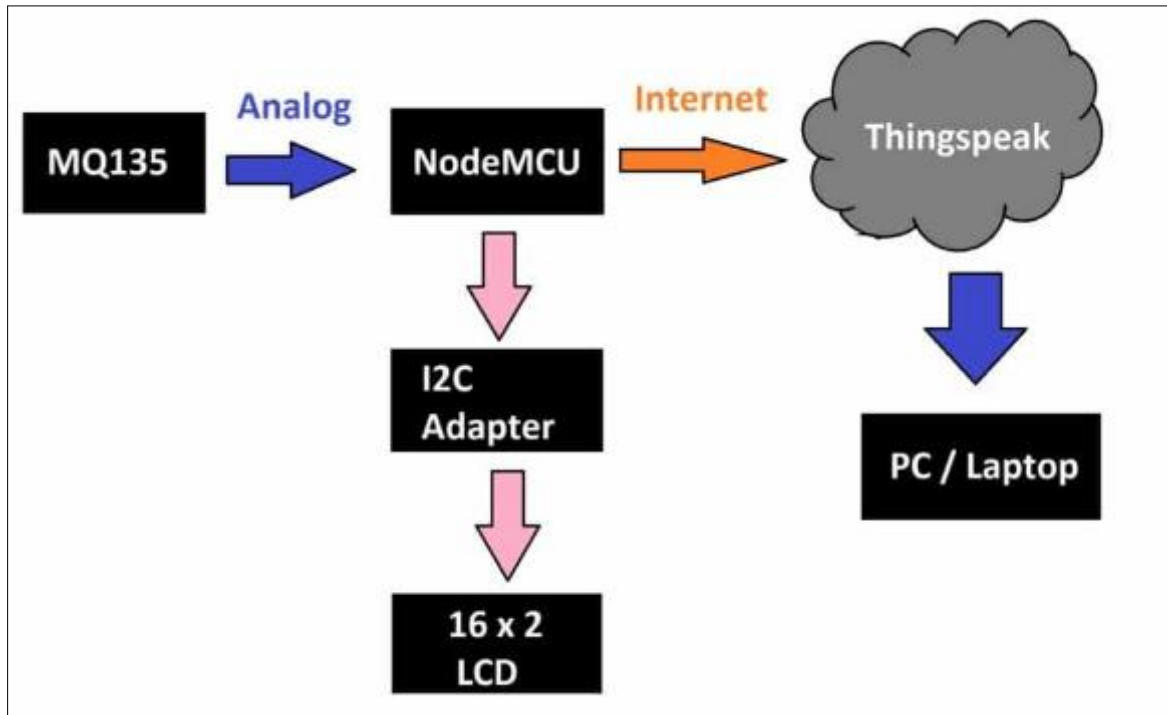 Analog
Internet
MQ135
NodeMCU
Thingspeak
I2C
Adapter
PC / Laptop
16 x 2
LCD